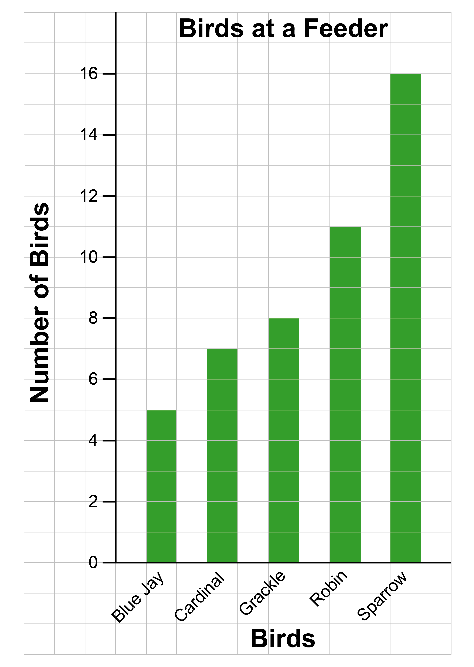 Birds at a Feeder
Number of Birds
16
14
12
10
8
6
4
2
0
Blue Jay
Cardinal
Grackle
Robin
Sparrow
Birds